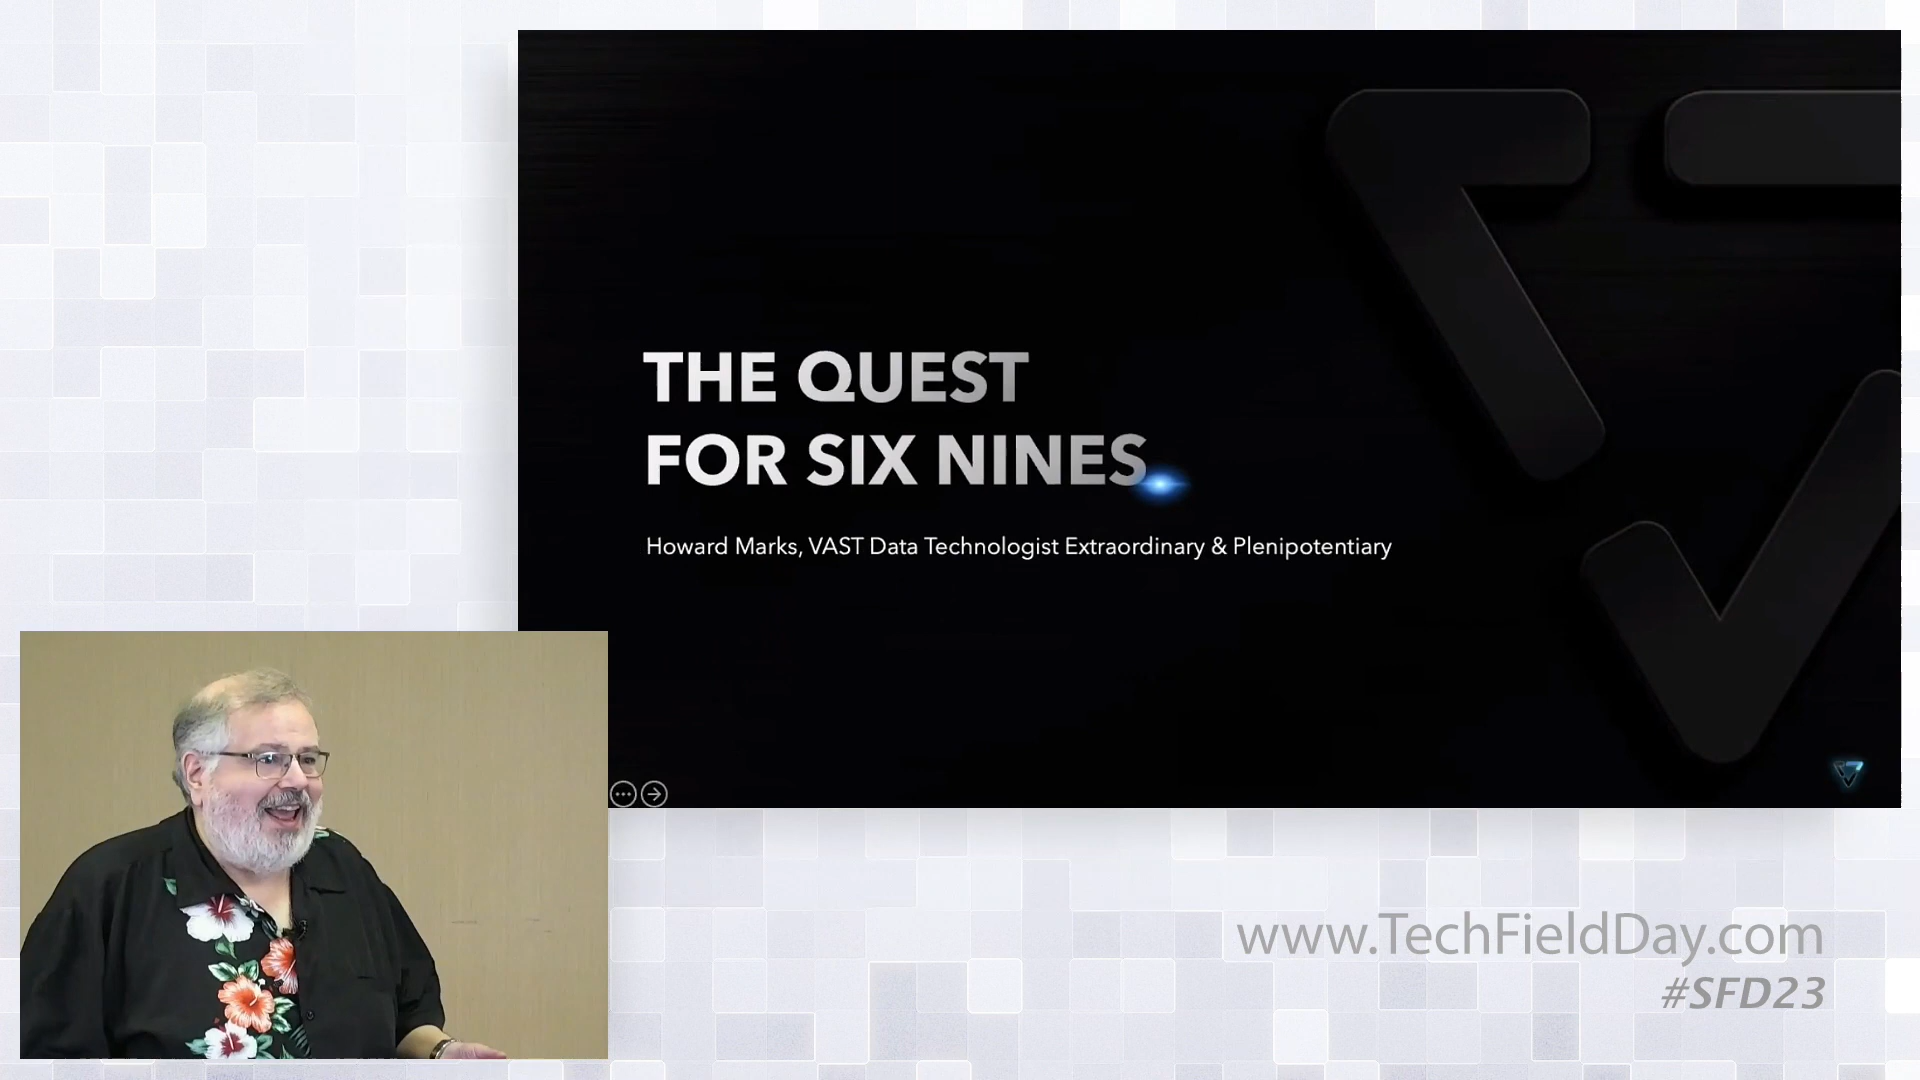 THE QUEST
FOR SIX NINES
Howard Marks, VAST Data Technologist Extraordinary & Plenipotentiary
www.TechFieldDay.com
#SFD23